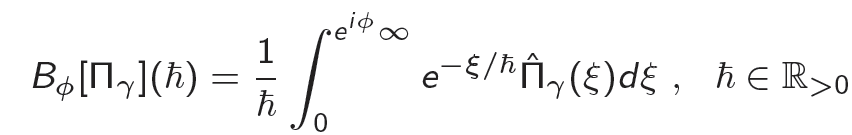 B_ϕ[Π_γ](ħ) = \frac{1}{ħ} \int_0^{e^{iϕ}∞} e^{-ξ/ħ} \hat{Π}_γ(ξ)dξ , ħ ∈ ℝ_{>0}